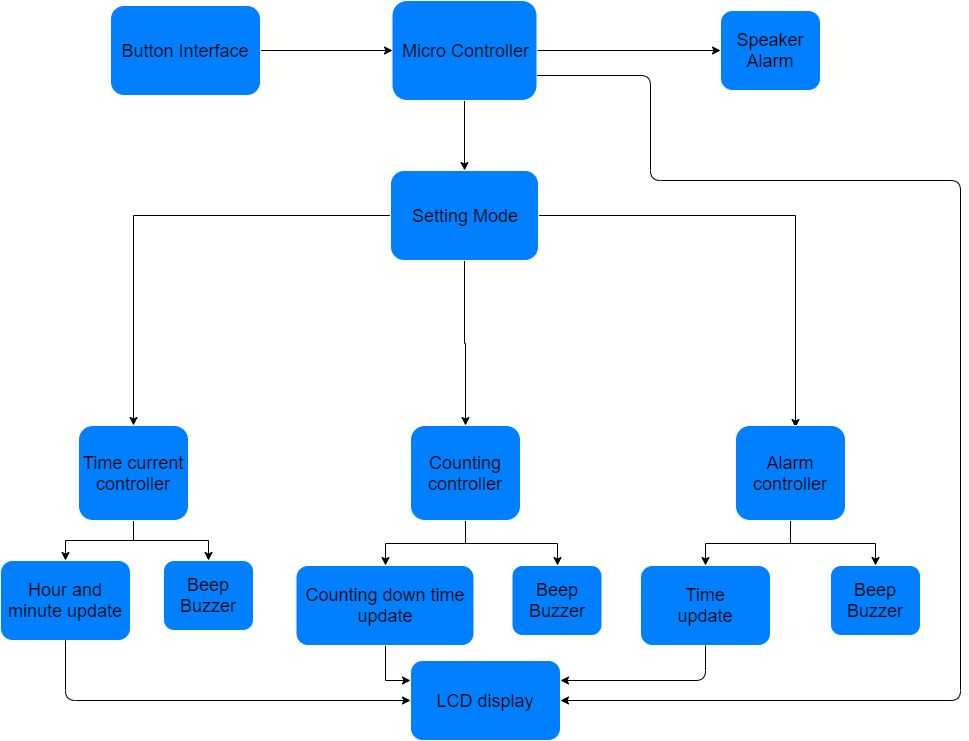 Button Interface
Micro Controller
Speaker
Alarm
Setting Mode
Time current
controller
Counting
controller
Alarm
controller
Hour and
minute update
Beep
Buzzer
Counting down time
update
Beep
Buzzer
Time
update
Beep
Buzzer
LCD display